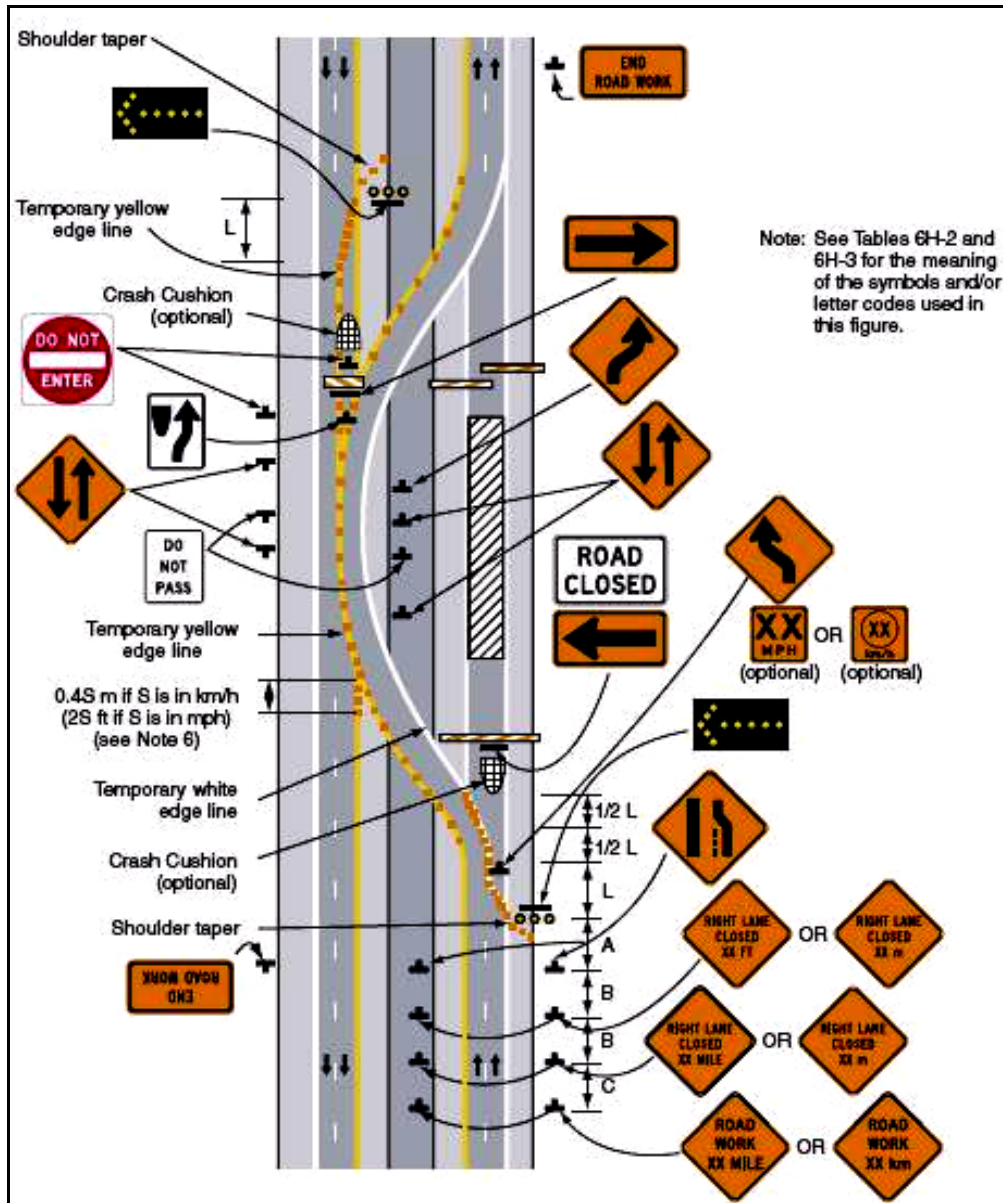 Shoulder taper
END
ROAD WORK
L
Temporary yellow
edge line
Note: See Tables 6H-2 and
6H-3 for the meaning
of the symbols and/or
letter codes used in
this figure.
Crash Cushion
(optional)
DO NOT
ENTER
DO
NOT
PASS
ROAD
CLOSED
XX
MPH
(optional)
OR
XX
km/h
(optional)
Temporary yellow
edge line
0.4S m if S is in km/h
(2S ft if S is in mph)
(see Note 6)
Temporary white
edge line
1/2 L
1/2 L
L
Crash Cushion
(optional)
Shoulder taper
A
B
B
C
END
ROAD WORK
RIGHT LANE
CLOSED
XX FT
OR
RIGHT LANE
CLOSED
XX m
RIGHT LANE
CLOSED
XX MILE
OR
RIGHT LANE
CLOSED
XX m
ROAD
WORK
XX MILE
OR
ROAD
WORK
XX km